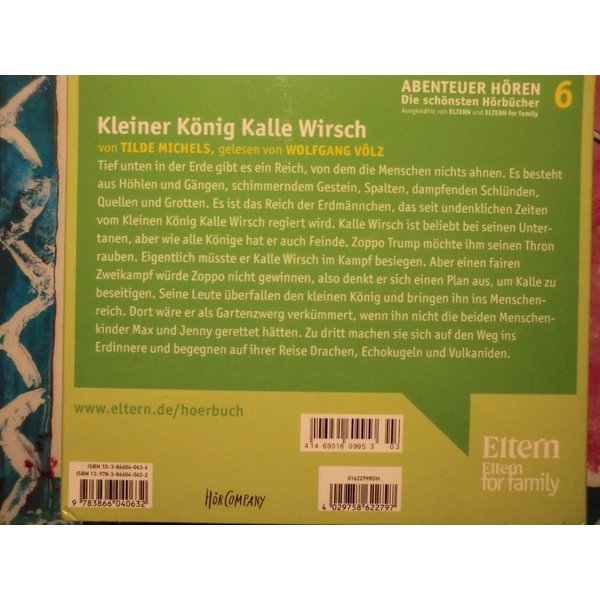 ABENTEUER HÖREN 6
Die schönsten Hörbücher
Ausgewählt von ELTERN und ELTERN for family
Kleiner König Kalle Wirsch
von TILDE MICHELS, gelesen von WOLFGANG VÖLZ
Tief unten in der Erde gibt es ein Reich, von dem die Menschen nichts ahnen. Es besteht
aus Höhlen und Gängen, schimmerndem Gestein, Spalten, dampfenden Schlünden,
Quellen und Grotten. Es ist das Reich der Erdmännchen, das seit undenklichen Zeiten
vom Kleinen König Kalle Wirsch regiert wird. Kalle Wirsch ist beliebt bei seinen Unter-
tanen, aber wie alle Könige hat er auch Feinde. Zoppo Trump möchte ihm seinen Thron
rauben. Eigentlich müsste er Kalle Wirsch im Kampf besiegen. Aber einen fairen
Zweikampf würde Zoppo nicht gewinnen, also denkt er sich einen Plan aus, um Kalle zu
beseitigen. Seine Leute überfallen den kleinen König und bringen ihn ins Menschen-
reich. Dort wäre er als Gartenzwerg verkümmert, wenn ihn nicht die beiden Menschen-
kinder Max und Jenny gerettet hätten. Zu dritt machen sie sich auf den Weg ins
Erdinnere und begegnen auf ihrer Reise Drachen, Echokugeln und Vulkaniden.
www.eltern.de/hoerbuch
4 14 69316 0995 3 03
Eltern
Eltern
for family
ISBN 10: 3-86604-063-6
ISBN 13: 978-3-86604-063-2
9 783866 040632
HÖRCOMPANY
0162279RDH
4 029758 622797